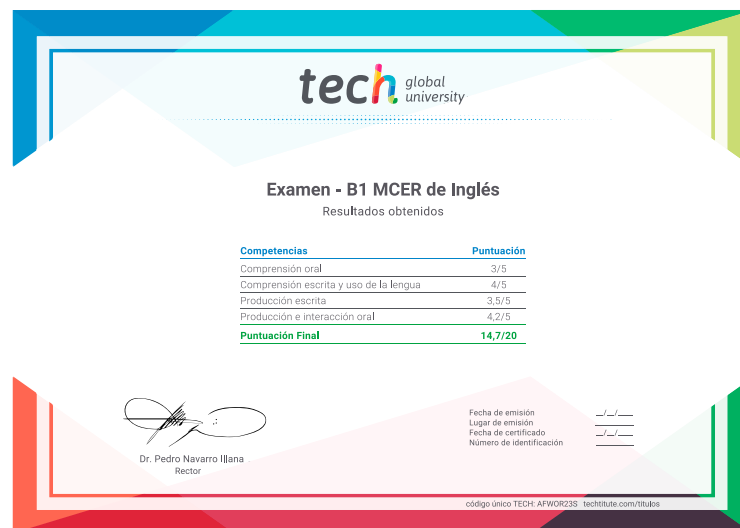 tech global university
Examen - B1 MCER de Inglés
Resultados obtenidos
Competencias Puntuación
Comprensión oral 3/5
Comprensión escrita y uso de la lengua 4/5
Producción escrita 3,5/5
Producción e interacción oral 4,2/5
Puntuación Final 14,7/20
Dr. Pedro Navarro Illana
Rector
Fecha de emisión __/__/____
Lugar de emisión
Fecha de certificado __/__/____
Número de identificación
código único TECH: AFWOR23S techtitute.com/titulos